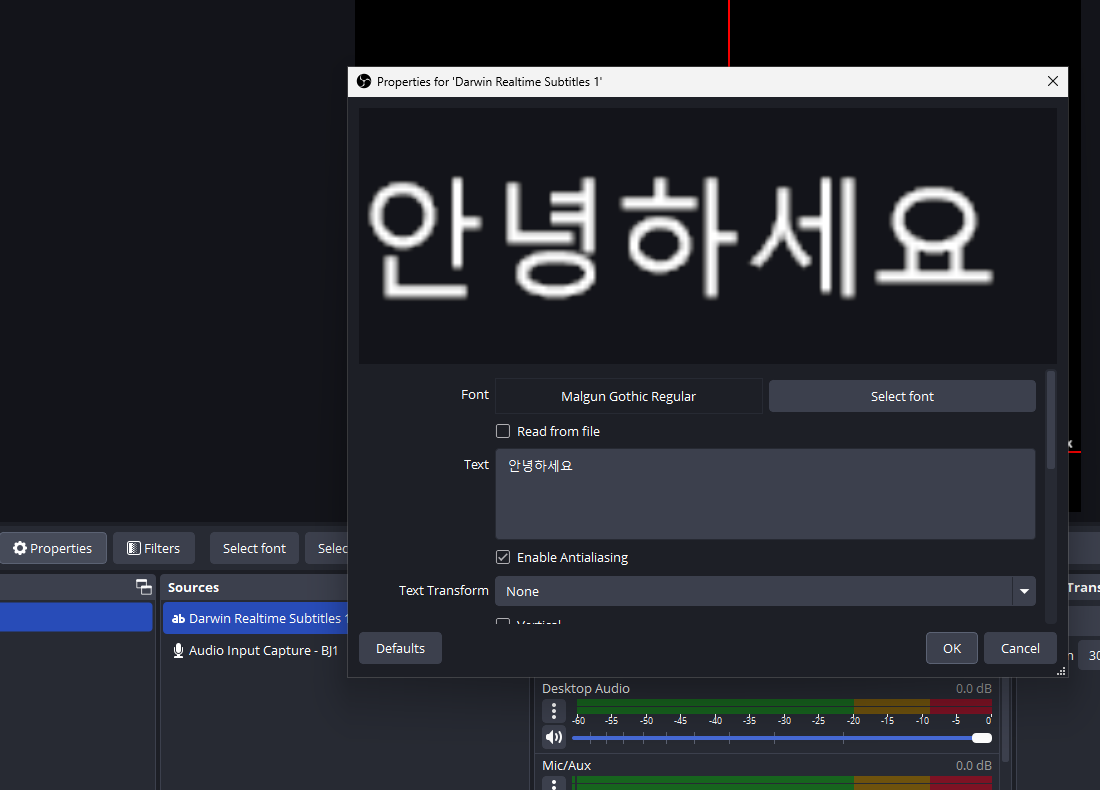 Properties for 'Darwin Realtime Subtitles 1'
안녕하세요
Font
Malgun Gothic Regular
Select font
Read from file
Text
안녕하세요
Enable Antialiasing
Text Transform
None
Vertical
Defaults
OK
Cancel
x
Properties
Filters
Select font
Selec
Sources
ab Darwin Realtime Subtitles 1
Audio Input Capture - BJ1
Trans
n 30
Desktop Audio 0.0 dB
-60 -55 -50 -45 -40 -35 -30 -25 -20 -15 -10 -5 0
Mic/Aux 0.0 dB